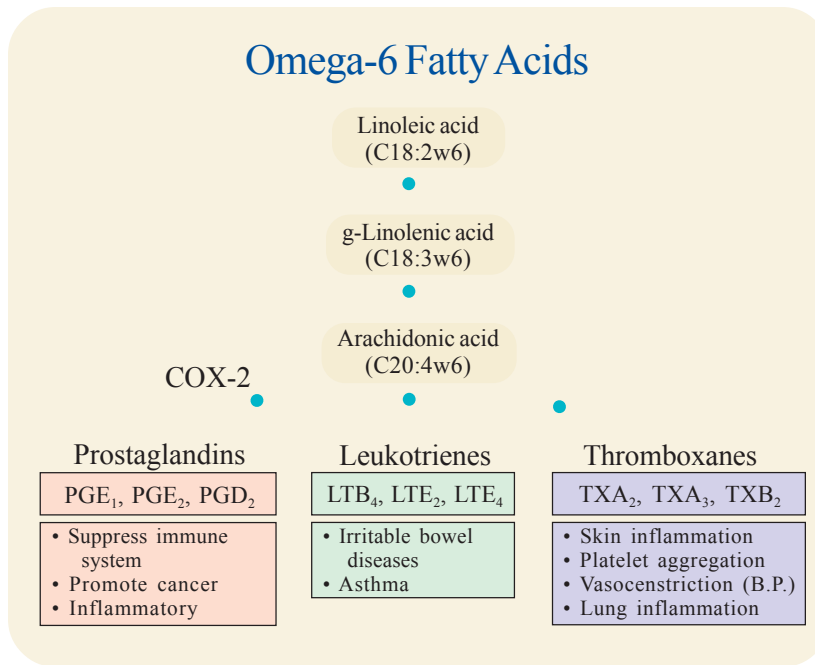 Omega-6 Fatty Acids
Linoleic acid
(C18:2w6)
g-Linolenic acid
(C18:3w6)
Arachidonic acid
(C20:4w6)
COX-2
Prostaglandins
PGE₁, PGE₂, PGD₂
• Suppress immune
system
• Promote cancer
• Inflammatory
Leukotrienes
LTB₄, LTE₂, LTE₄
• Irritable bowel
diseases
• Asthma
Thromboxanes
TXA₂, TXA₃, TXB₂
• Skin inflammation
• Platelet aggregation
• Vasocenstriction (B.P.)
• Lung inflammation